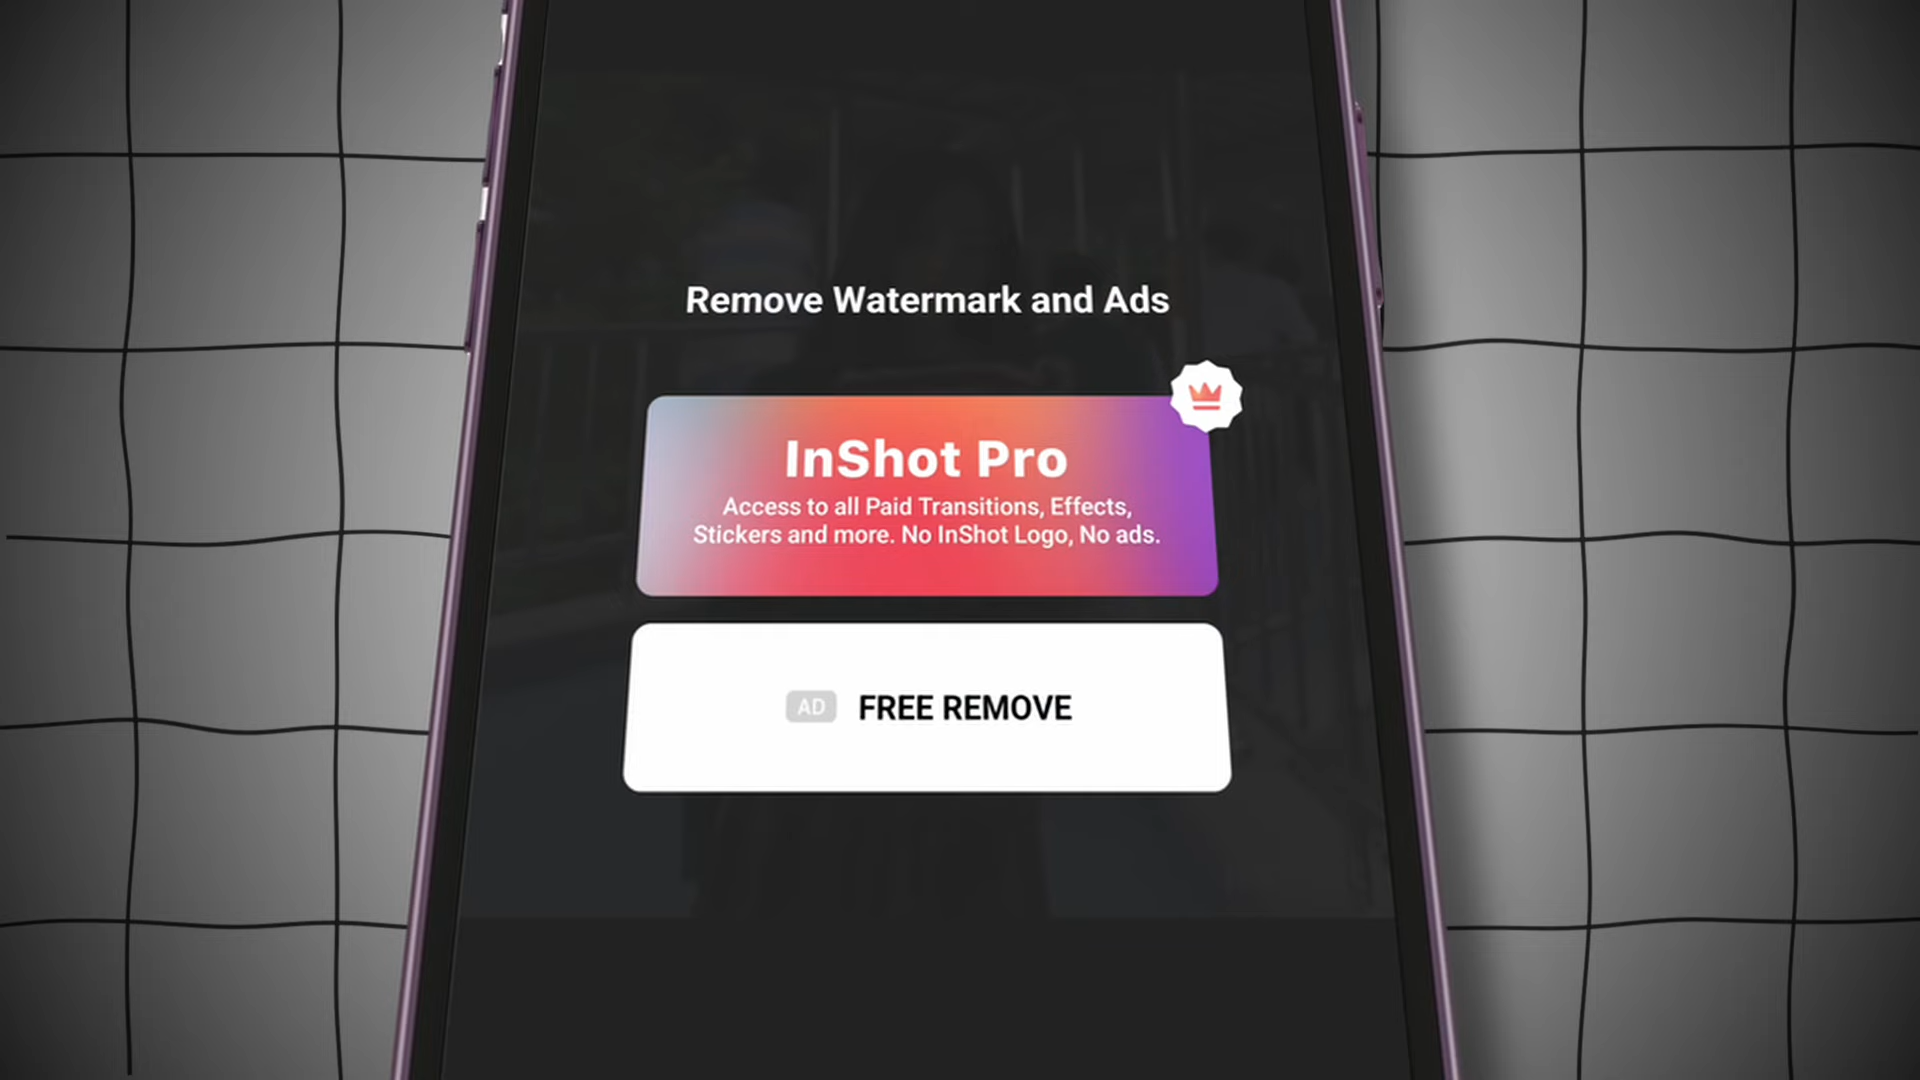 Remove Watermark and Ads
InShot Pro
Access to all Paid Transitions, Effects,
Stickers and more. No InShot Logo, No ads.
AD FREE REMOVE